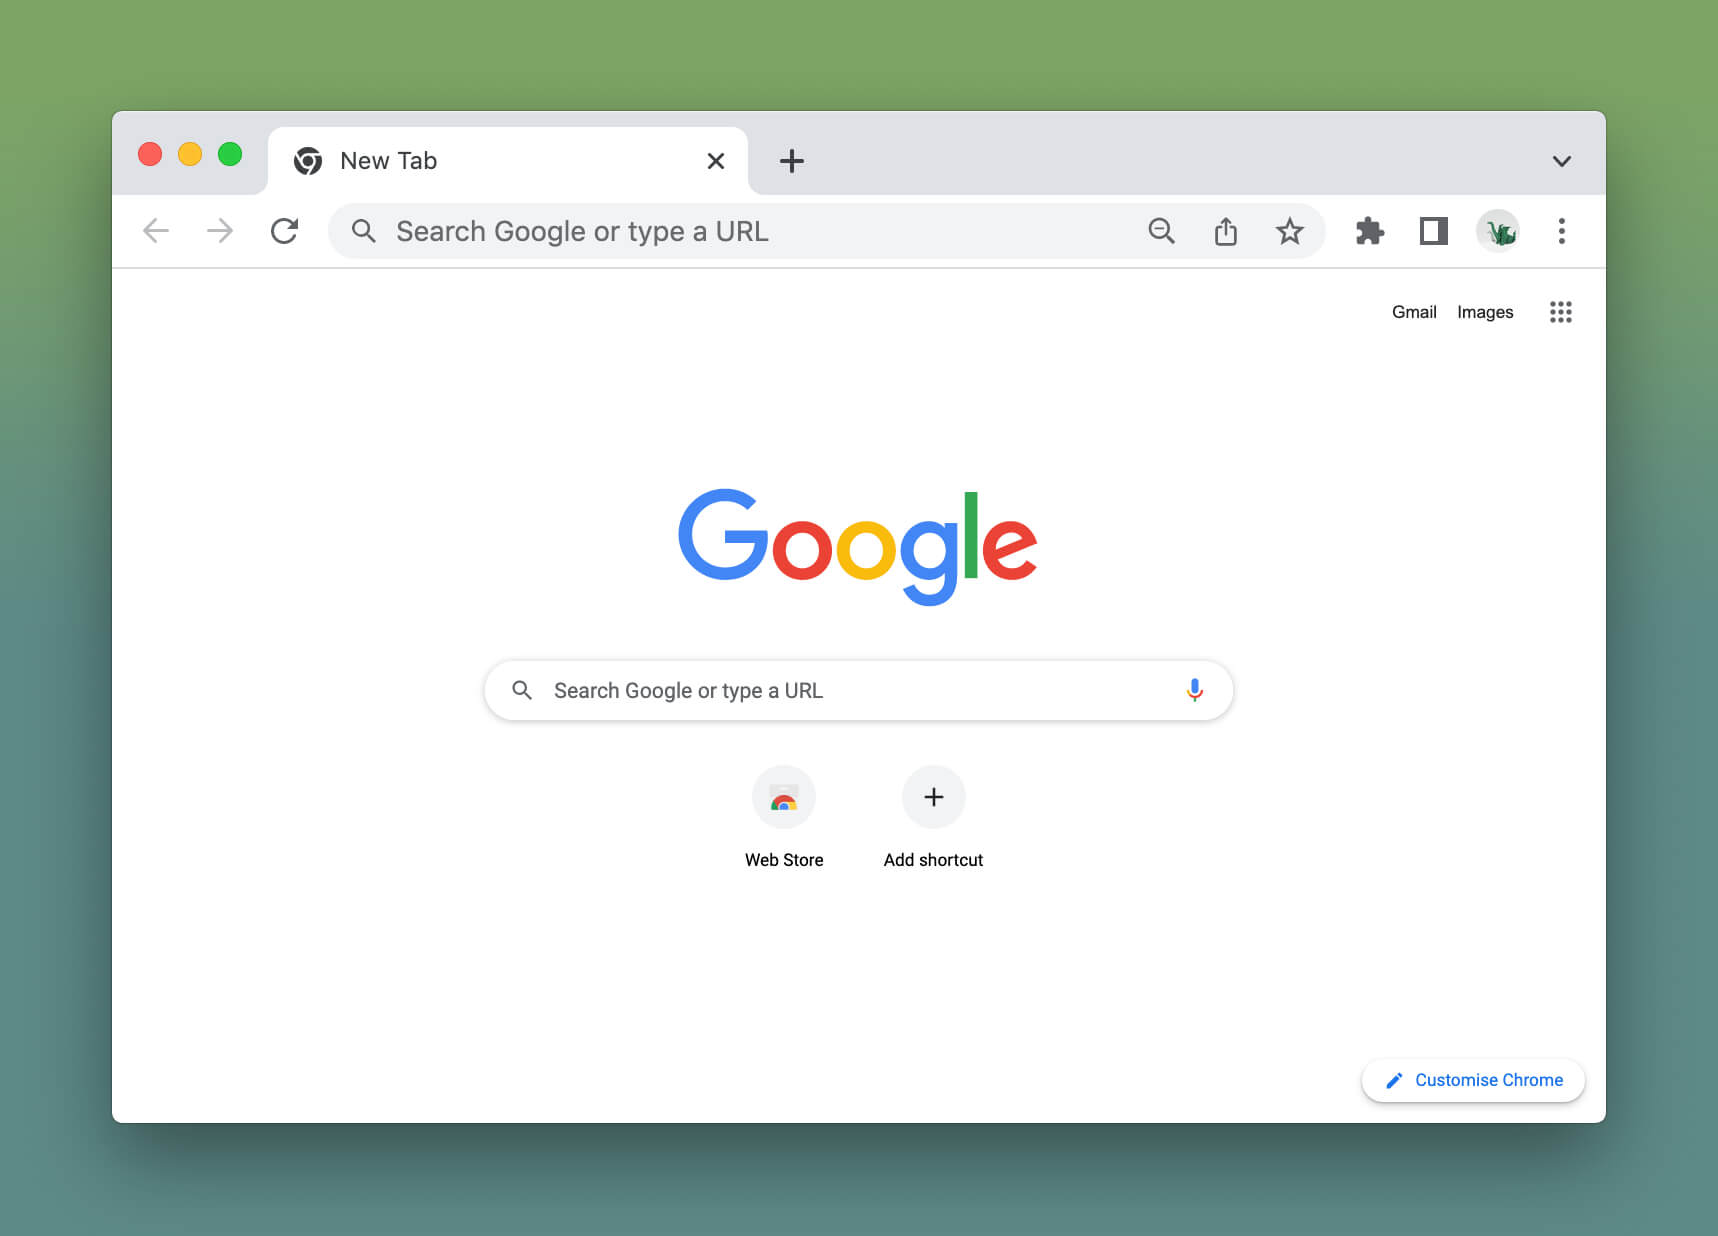 New Tab
Search Google or type a URL
Gmail Images
Google
Search Google or type a URL
Web Store Add shortcut
Customise Chrome